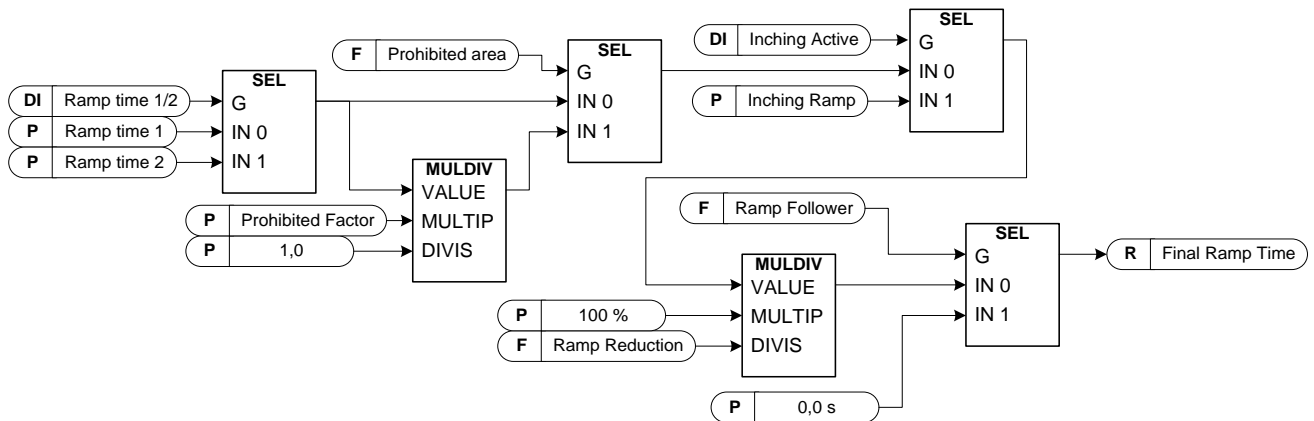 SEL
DI Inching Active
G
F Prohibited area
SEL
IN 0
G
P Inching Ramp
IN 1
SEL
DI Ramp time 1/2
G
IN 0
P Ramp time 1
IN 0
IN 1
P Ramp time 2
IN 1
MULDIV
VALUE
P Prohibited Factor
MULTIP
P 1,0
DIVIS
F Ramp Follower
SEL
G
R Final Ramp Time
MULDIV
VALUE
IN 0
P 100 %
MULTIP
IN 1
F Ramp Reduction
DIVIS
P 0,0 s